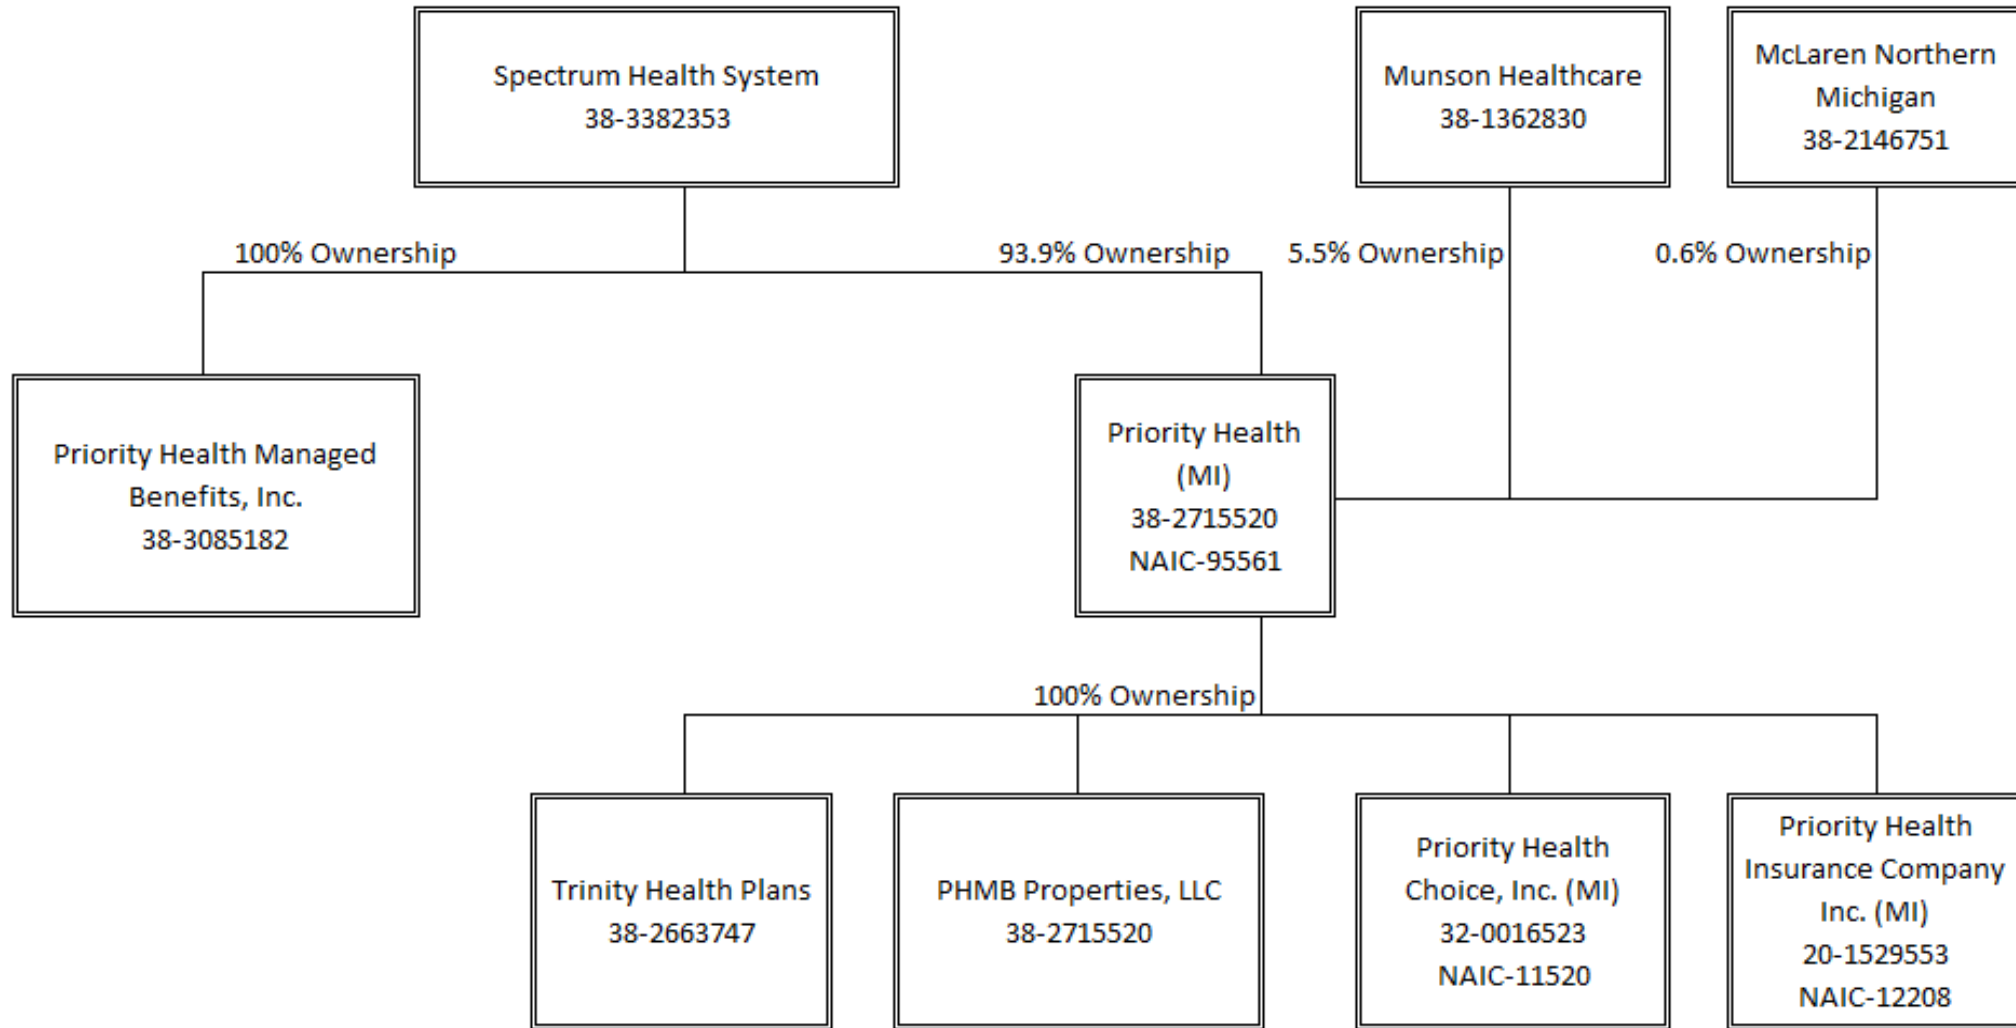 Spectrum Health System
38-3382353
Munson Healthcare
38-1362830
McLaren Northern
Michigan
38-2146751
100% Ownership
93.9% Ownership
5.5% Ownership
0.6% Ownership
Priority Health Managed
Benefits, Inc.
38-3085182
Priority Health
(MI)
38-2715520
NAIC-95561
100% Ownership
Trinity Health Plans
38-2663747
PHMB Properties, LLC
38-2715520
Priority Health
Choice, Inc. (MI)
32-0016523
NAIC-11520
Priority Health
Insurance Company
Inc. (MI)
20-1529553
NAIC-12208